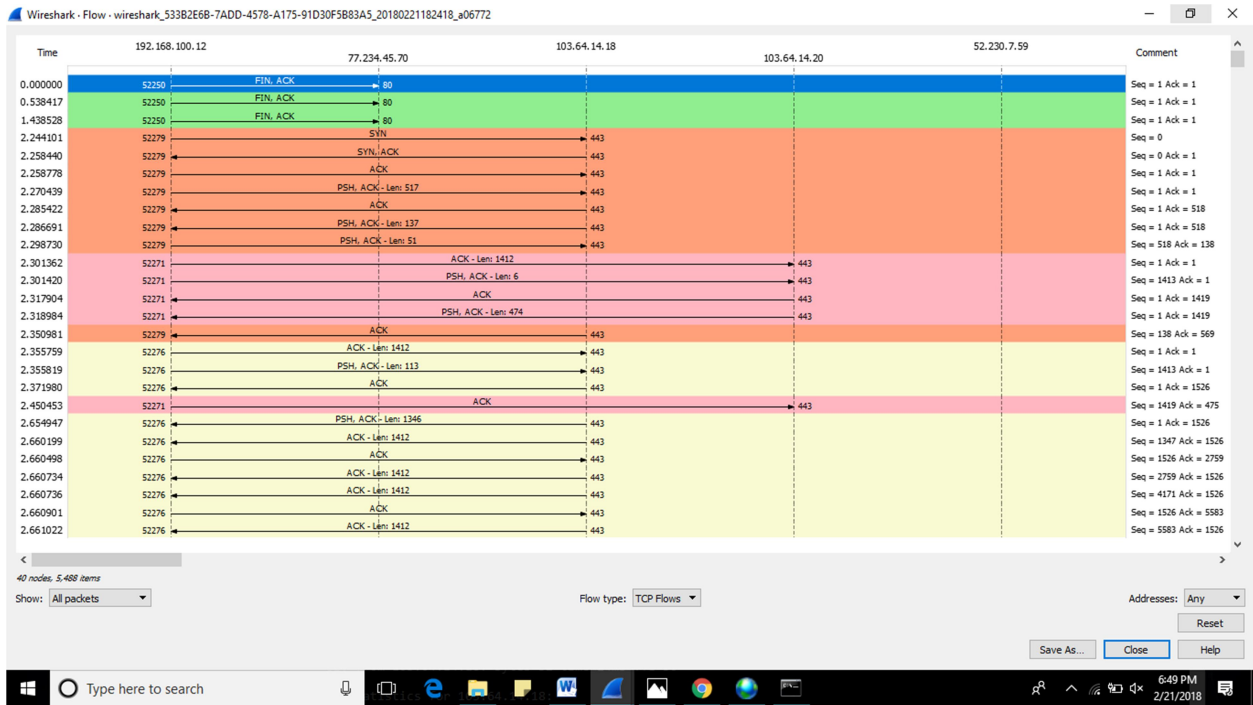 Wireshark · Flow · wireshark_533B2E6B-7ADD-4578-A175-91D30F5B83A5_20180221182418_a06772
Time 192.168.100.12 77.234.45.70 103.64.14.18 103.64.14.20 52.230.7.59 Comment
0.000000 52250 FIN, ACK 80 Seq = 1 Ack = 1
0.538417 52250 FIN, ACK 80 Seq = 1 Ack = 1
1.438528 52250 FIN, ACK 80 Seq = 1 Ack = 1
2.244101 52279 SYN 443 Seq = 0
2.258440 52279 SYN, ACK 443 Seq = 0 Ack = 1
2.258778 52279 ACK 443 Seq = 1 Ack = 1
2.270439 52279 PSH, ACK - Len: 517 443 Seq = 1 Ack = 1
2.285422 52279 ACK 443 Seq = 1 Ack = 518
2.286691 52279 PSH, ACK - Len: 137 443 Seq = 1 Ack = 518
2.298730 52279 PSH, ACK - Len: 51 443 Seq = 518 Ack = 138
2.301362 52271 ACK - Len: 1412 443 Seq = 1 Ack = 1
2.301420 52271 PSH, ACK - Len: 6 443 Seq = 1413 Ack = 1
2.317904 52271 ACK 443 Seq = 1 Ack = 1419
2.318984 52271 PSH, ACK - Len: 474 443 Seq = 1 Ack = 1419
2.350981 52279 ACK 443 Seq = 138 Ack = 569
2.355759 52276 ACK - Len: 1412 443 Seq = 1 Ack = 1
2.355819 52276 PSH, ACK - Len: 113 443 Seq = 1413 Ack = 1
2.371980 52276 ACK 443 Seq = 1 Ack = 1526
2.450453 52271 ACK 443 Seq = 1419 Ack = 475
2.654947 52276 PSH, ACK - Len: 1346 443 Seq = 1 Ack = 1526
2.660199 52276 ACK - Len: 1412 443 Seq = 1347 Ack = 1526
2.660498 52276 ACK 443 Seq = 1526 Ack = 2759
2.660734 52276 ACK - Len: 1412 443 Seq = 2759 Ack = 1526
2.660736 52276 ACK - Len: 1412 443 Seq = 4171 Ack = 1526
2.660901 52276 ACK 443 Seq = 1526 Ack = 5583
2.661022 52276 ACK - Len: 1412 443 Seq = 5583 Ack = 1526
40 nodes, 5,488 items
Show: All packets Flow type: TCP Flows Addresses: Any
Reset
Save As... Close Help
Type here to search
6:49 PM
2/21/2018